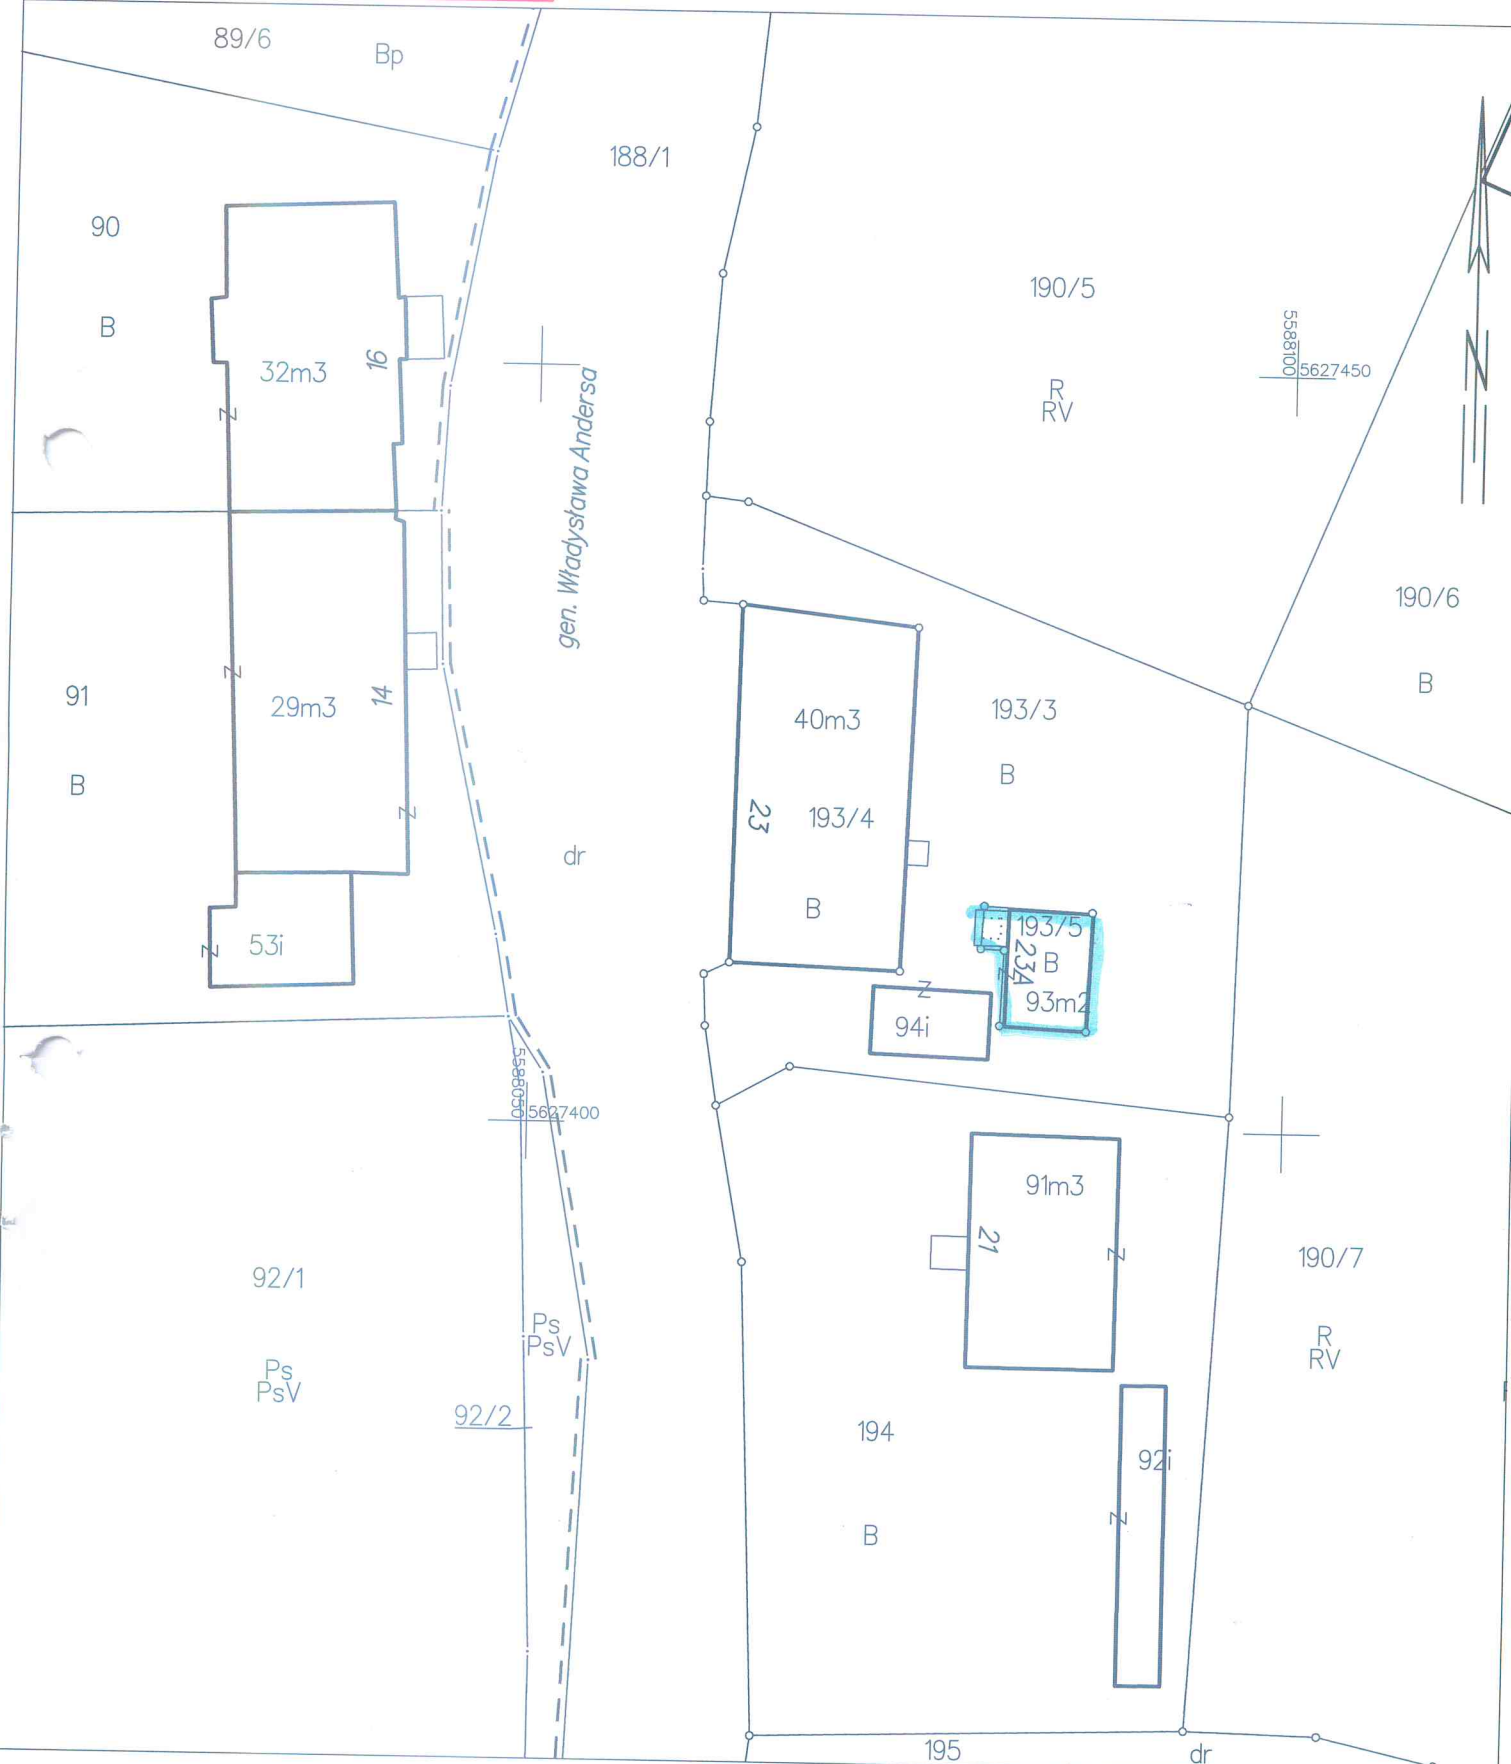 89/6
Bp
188/1
90
B
32m3
16
190/5
R
RV
5588100
5627450
N
gen. Władysława Andersa
190/6
B
91
B
29m3
14
40m3
23
193/4
B
193/3
B
dr
53i
193/5
B
23A
93m2
94i
5588050
5627400
91m3
21
92/1
Ps
PsV
Ps
PsV
92/2
190/7
R
RV
194
B
92i
195
dr